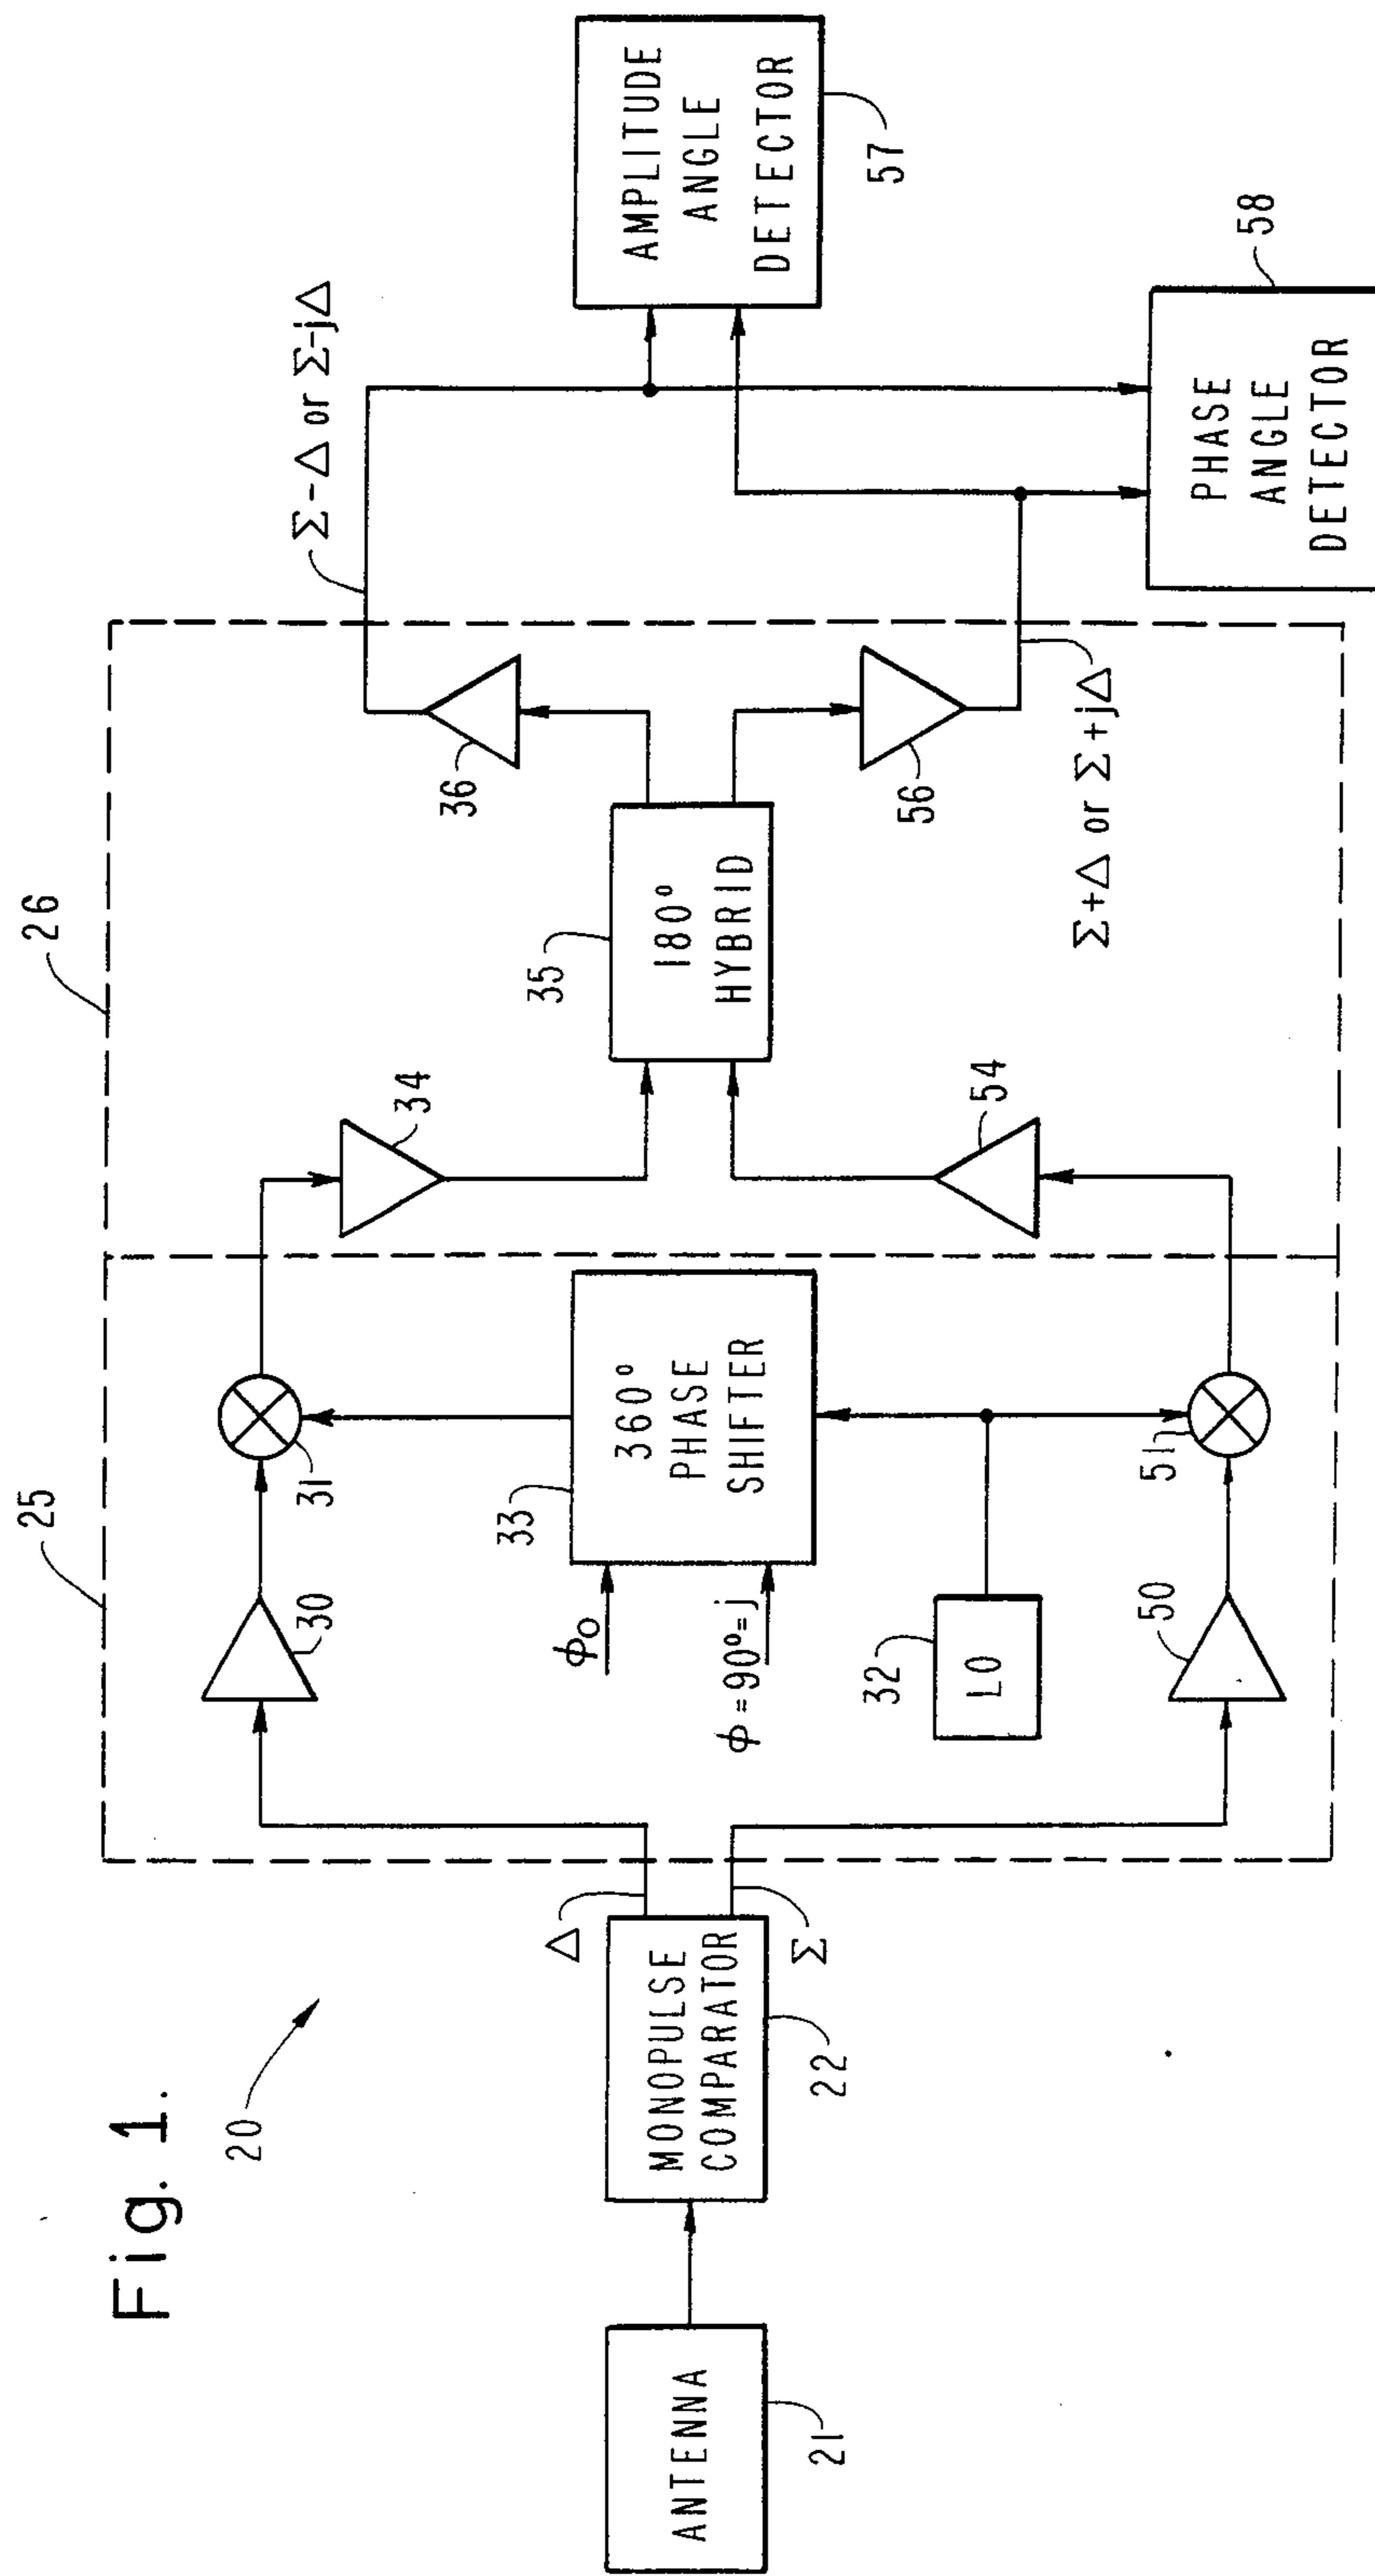 Fig. 1.
20
ANTENNA
21
MONOPULSE
COMPARATOR
22
Δ
Σ
25
30
31
33
360°
PHASE
SHIFTER
ϕ0
ϕ = 90° = j
32
LO
50
51
26
34
54
35
180°
HYBRID
36
56
Σ-Δ or Σ-jΔ
Σ+Δ or Σ+jΔ
AMPLITUDE
ANGLE
DETECTOR
57
PHASE
ANGLE
DETECTOR
58